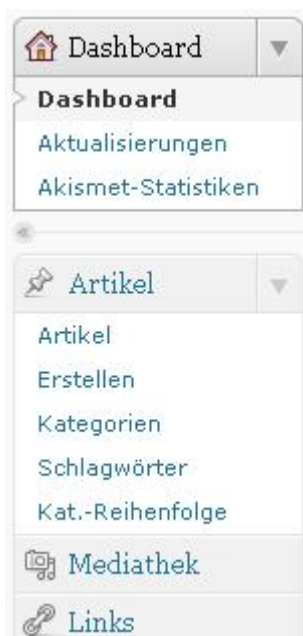 Dashboard
Dashboard
Aktualisierungen
Akismet-Statistiken
Artikel
Artikel
Erstellen
Kategorien
Schlagwörter
Kat.-Reihenfolge
Mediathek
Links